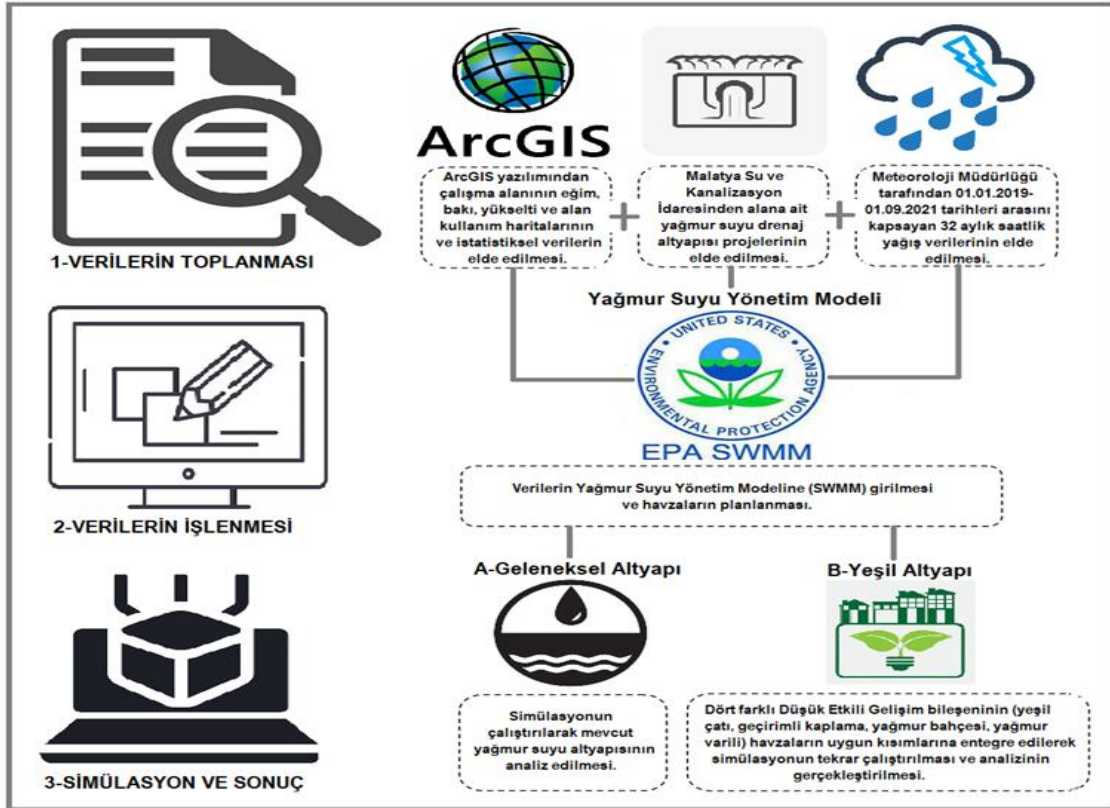 ArcGIS
ArcGIS yazılımından
çalışma alanının eğim,
bakı, yükselti ve alan
kullanım haritalarının
ve istatistiksel verilerin
elde edilmesi.
Malatya Su ve
Kanalizasyon
İdaresinden alana ait
yağmur suyu drenaj
altyapısı projelerinin
elde edilmesi.
Meteoroloji Müdürlüğü
tarafından 01.01.2019-
01.09.2021 tarihleri arasını
kapsayan 32 aylık saatlik
yağış verilerinin elde
edilmesi.
1-VERİLERİN TOPLANMASI
Yağmur Suyu Yönetim Modeli
UNITED STATES
ENVIRONMENTAL PROTECTION AGENCY
EPA SWMM
2-VERİLERİN İŞLENMESİ
Verilerin Yağmur Suyu Yönetim Modeline (SWMM) girilmesi
ve havzaların planlanması.
A-Geleneksel Altyapı
B-Yeşil Altyapı
Simülasyonun
çalıştırılarak mevcut
yağmur suyu altyapısının
analiz edilmesi.
Dört farklı Düşük Etkili Gelişim bileşeninin (yeşil
çatı, geçirimli kaplama, yağmur bahçesi, yağmur
varili) havzaların uygun kısımlarına entegre edilerek
simülasyonun tekrar çalıştırılması ve analizinin
gerçekleştirilmesi.
3-SİMÜLASYON VE SONUÇ